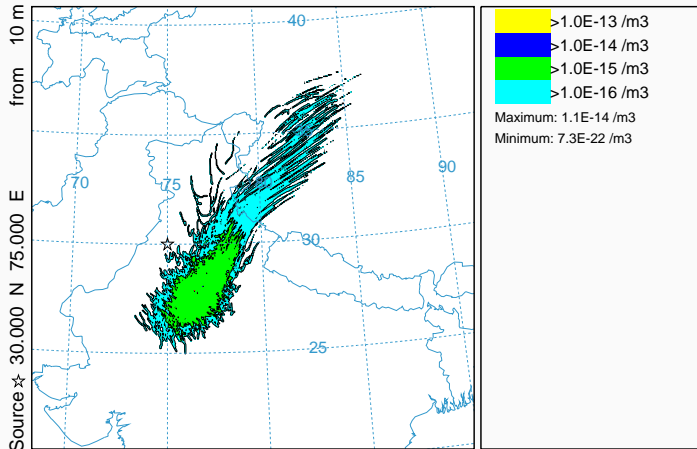 Source ☆ 30.000 N 75.000 E from 10 m
40
70
75
85
90
30
25
>1.0E-13 /m3
>1.0E-14 /m3
>1.0E-15 /m3
>1.0E-16 /m3
Maximum: 1.1E-14 /m3
Minimum: 7.3E-22 /m3